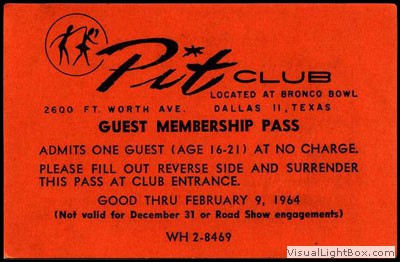 Pit CLUB
LOCATED AT BRONCO BOWL
2600 FT. WORTH AVE. DALLAS 11, TEXAS
GUEST MEMBERSHIP PASS
ADMITS ONE GUEST (AGE 16-21) AT NO CHARGE.
PLEASE FILL OUT REVERSE SIDE AND SURRENDER
THIS PASS AT CLUB ENTRANCE.
GOOD THRU FEBRUARY 9, 1964
(Not valid for December 31 or Road Show engagements)
WH 2-8469
VisualLightBox.com